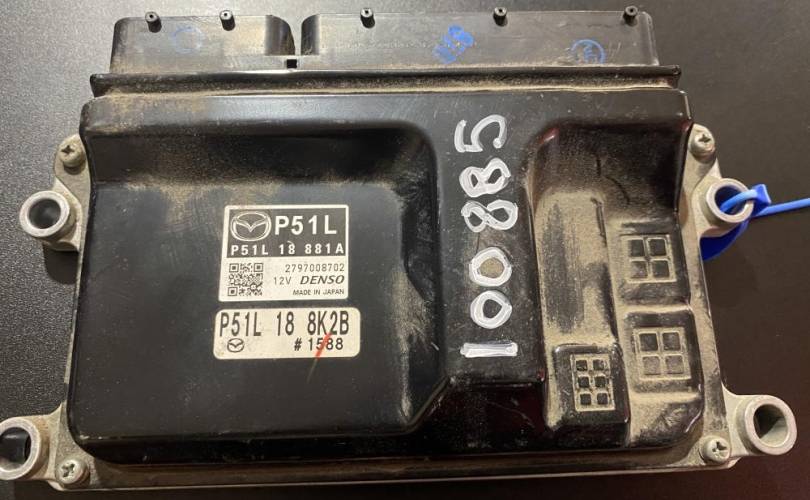 P51L
P51L 18 881A
2797008702
12V DENSO
MADE IN JAPAN
P51L 18 8K2B
#1588
100885